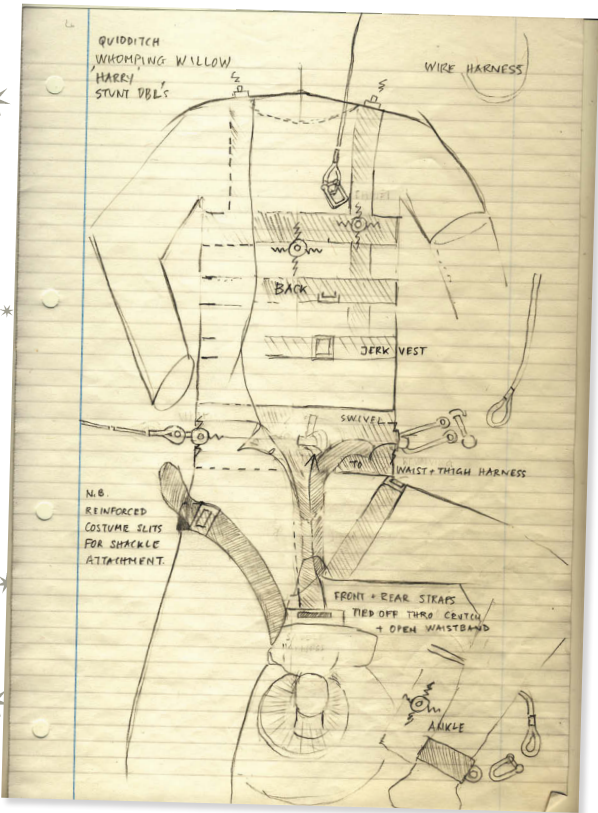 QUIDDITCH
WHOMPING WILLOW
'HARRY'
STUNT DBL'S
WIRE HARNESS
BACK
JERK VEST
SWIVEL
TO
WAIST + THIGH HARNESS
N.B.
REINFORCED
COSTUME SLITS
FOR SHACKLE
ATTACHMENT.
FRONT + REAR STRAPS
TIED OFF THRO CRUTCH
+ OPEN WAISTBAND
ANKLE